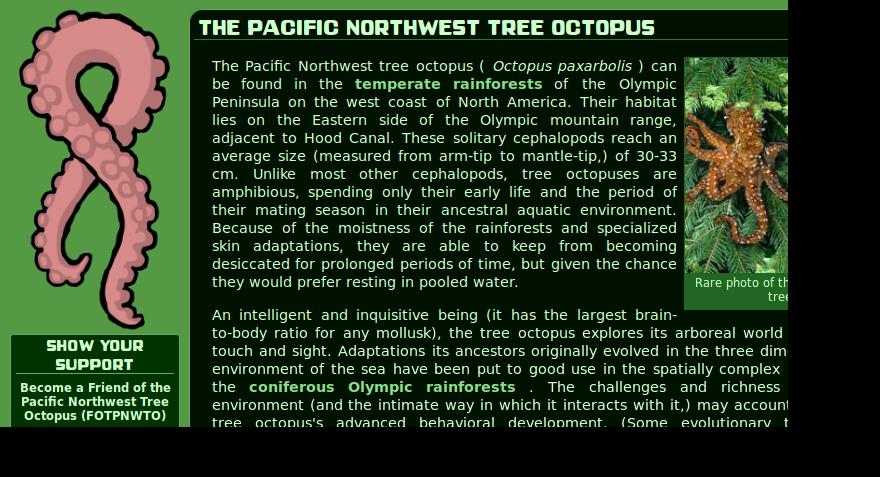 THE PACIFIC NORTHWEST TREE OCTOPUS
The Pacific Northwest tree octopus ( Octopus paxarbolis ) can
be found in the temperate rainforests of the Olympic
Peninsula on the west coast of North America. Their habitat
lies on the Eastern side of the Olympic mountain range,
adjacent to Hood Canal. These solitary cephalopods reach an
average size (measured from arm-tip to mantle-tip,) of 30-33
cm. Unlike most other cephalopods, tree octopuses are
amphibious, spending only their early life and the period of
their mating season in their ancestral aquatic environment.
Because of the moistness of the rainforests and specialized
skin adaptations, they are able to keep from becoming
desiccated for prolonged periods of time, but given the chance
they would prefer resting in pooled water.
Rare photo of th
tree
An intelligent and inquisitive being (it has the largest brain-
to-body ratio for any mollusk), the tree octopus explores its arboreal world
touch and sight. Adaptations its ancestors originally evolved in the three dim
environment of the sea have been put to good use in the spatially complex
the coniferous Olympic rainforests . The challenges and richness
environment (and the intimate way in which it interacts with it,) may account
tree octopus's advanced behavioral development. (Some evolutionary t
SHOW YOUR
SUPPORT
Become a Friend of the
Pacific Northwest Tree
Octopus (FOTPNWTO)